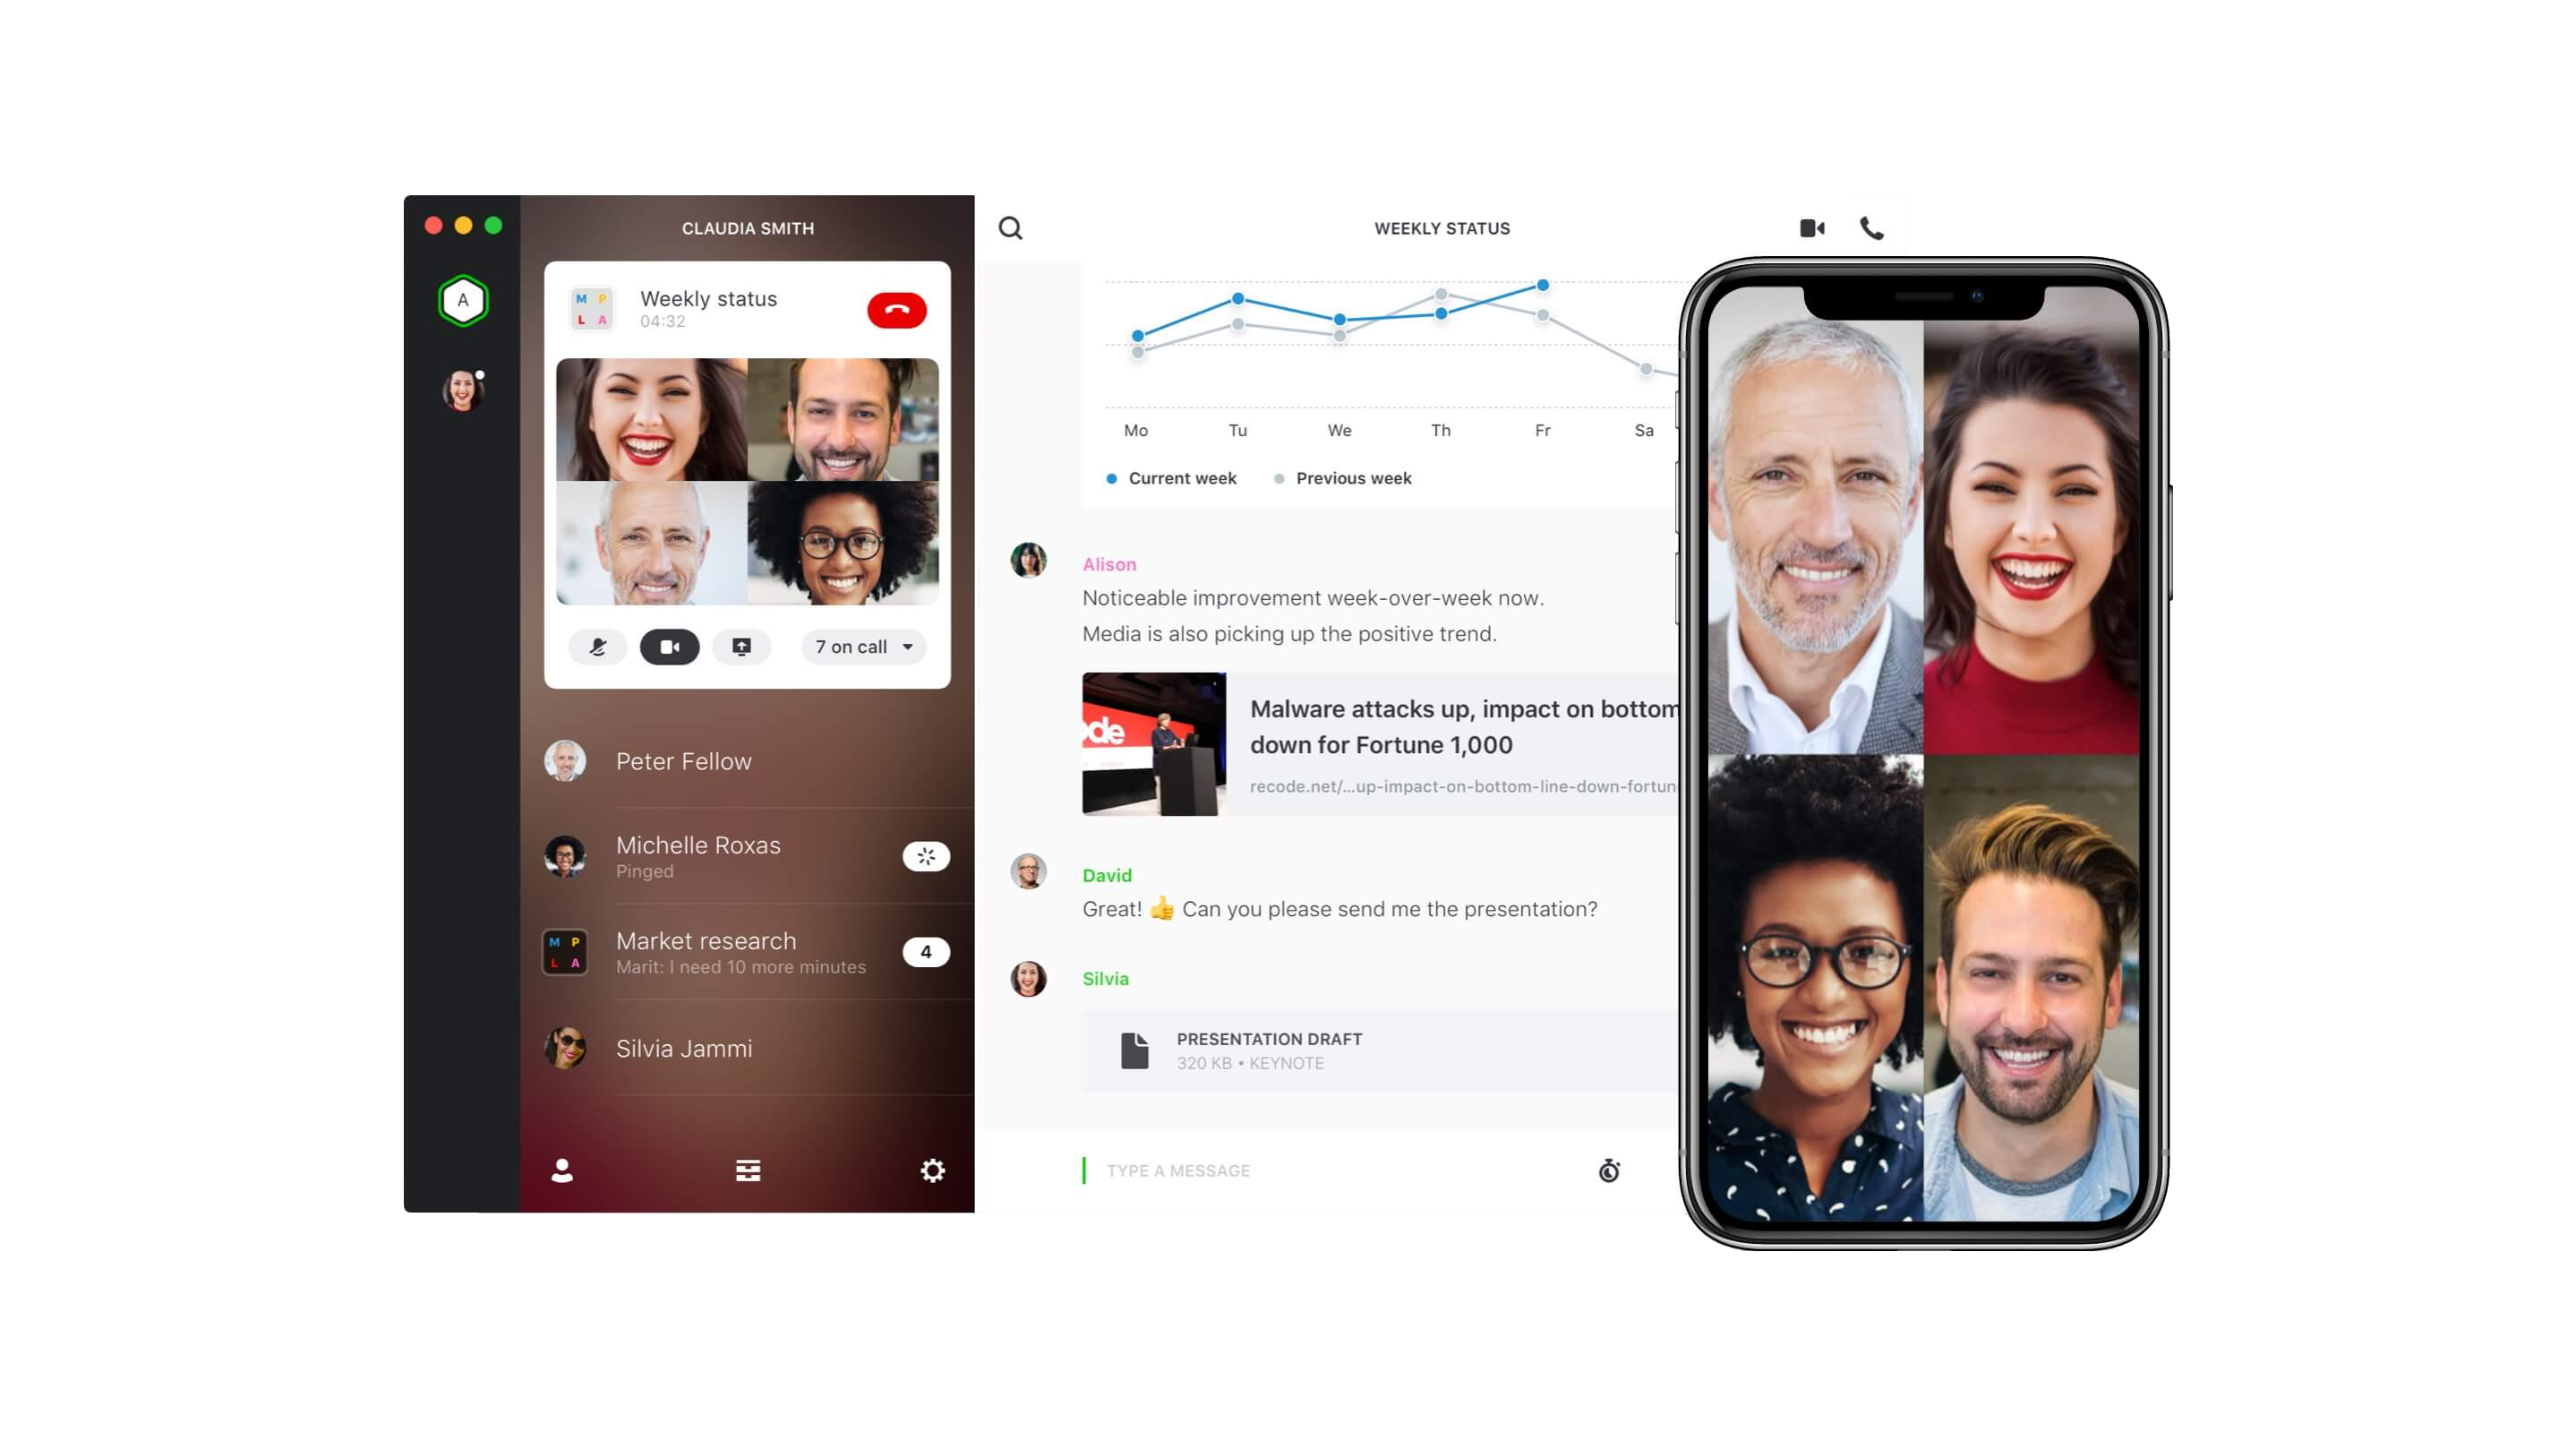 CLAUDIA SMITH
A
M P
L A
Weekly status
04:32
7 on call
Peter Fellow
Michelle Roxas
Pinged
M P
L A
Market research
Marit: I need 10 more minutes
4
Silvia Jammi
WEEKLY STATUS
Mo Tu We Th Fr Sa
Current week Previous week
Alison
Noticeable improvement week-over-week now.
Media is also picking up the positive trend.
de
Malware attacks up, impact on bottom
down for Fortune 1,000
recode.net/...up-impact-on-bottom-line-down-fortun
David
Great! 👍 Can you please send me the presentation?
Silvia
PRESENTATION DRAFT
320 KB • KEYNOTE
TYPE A MESSAGE